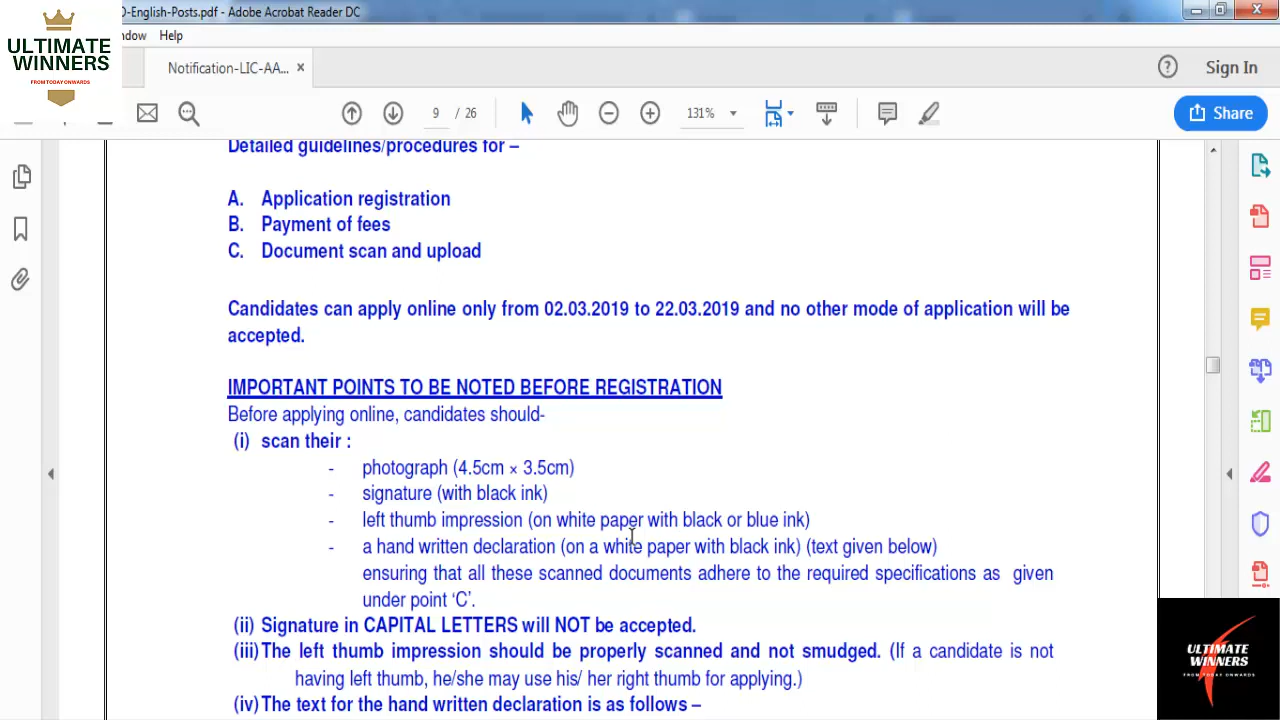 O-English-Posts.pdf - Adobe Acrobat Reader DC
ULTIMATE
WINNERS
FROM TODAY ONWARDS
ndow Help
Notification-LIC-AA... ×
? Sign In
9 / 26
131%
Share
Detailed guidelines/procedures for –
A. Application registration
B. Payment of fees
C. Document scan and upload
Candidates can apply online only from 02.03.2019 to 22.03.2019 and no other mode of application will be
accepted.
IMPORTANT POINTS TO BE NOTED BEFORE REGISTRATION
Before applying online, candidates should-
(i) scan their :
- photograph (4.5cm × 3.5cm)
- signature (with black ink)
- left thumb impression (on white paper with black or blue ink)
- a hand written declaration (on a white paper with black ink) (text given below)
ensuring that all these scanned documents adhere to the required specifications as given
under point ‘C’.
(ii) Signature in CAPITAL LETTERS will NOT be accepted.
(iii) The left thumb impression should be properly scanned and not smudged. (If a candidate is not
having left thumb, he/she may use his/ her right thumb for applying.)
(iv) The text for the hand written declaration is as follows –
ULTIMATE
WINNERS
FROM TODAY ONWARDS